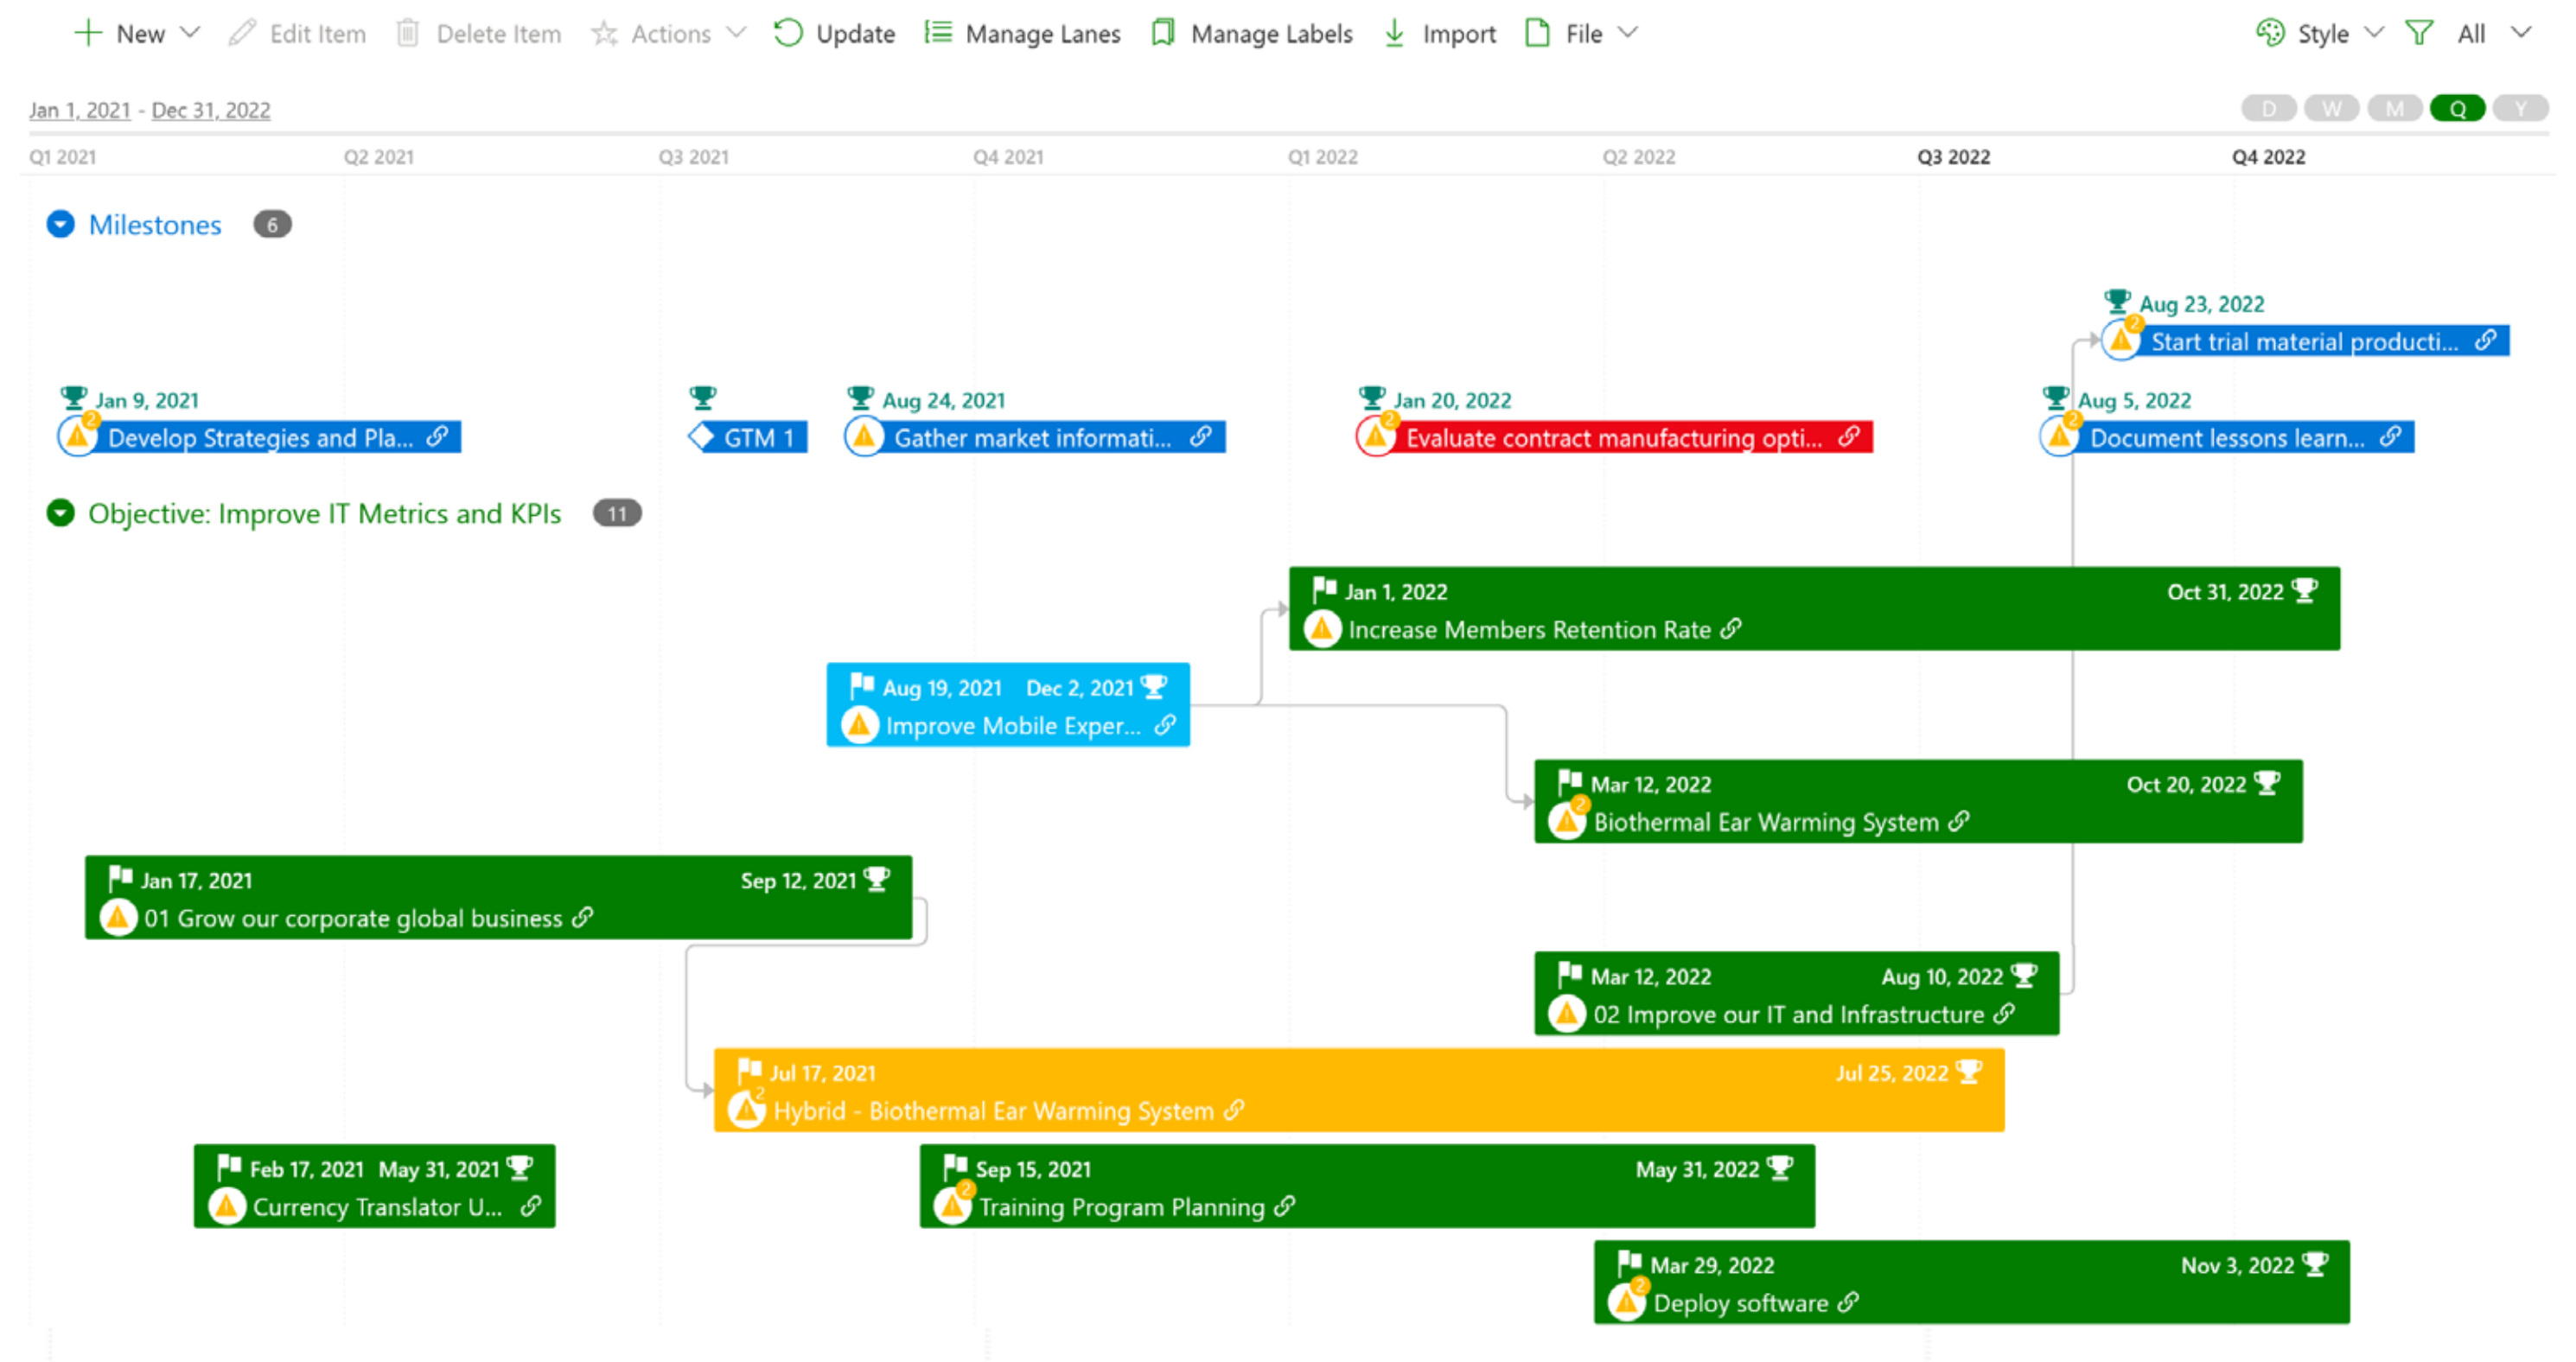 New Edit Item Delete Item Actions Update Manage Lanes Manage Labels Import File Style All
Jan 1, 2021 - Dec 31, 2022 D W M Q Y
Q1 2021 Q2 2021 Q3 2021 Q4 2021 Q1 2022 Q2 2022 Q3 2022 Q4 2022
Milestones 6
Aug 23, 2022
2 Start trial material producti...
Jan 9, 2021 Aug 24, 2021 Jan 20, 2022 Aug 5, 2022
2 Develop Strategies and Pla... GTM 1 Gather market informati... 2 Evaluate contract manufacturing opti... 2 Document lessons learn...
Objective: Improve IT Metrics and KPIs 11
Jan 1, 2022 Oct 31, 2022
Increase Members Retention Rate
Aug 19, 2021 Dec 2, 2021
Improve Mobile Exper...
Mar 12, 2022 Oct 20, 2022
2 Biothermal Ear Warming System
Jan 17, 2021 Sep 12, 2021
01 Grow our corporate global business
Mar 12, 2022 Aug 10, 2022
02 Improve our IT and Infrastructure
Jul 17, 2021 Jul 25, 2022
2 Hybrid - Biothermal Ear Warming System
Feb 17, 2021 May 31, 2021 Sep 15, 2021 May 31, 2022
Currency Translator U... 2 Training Program Planning
Mar 29, 2022 Nov 3, 2022
2 Deploy software